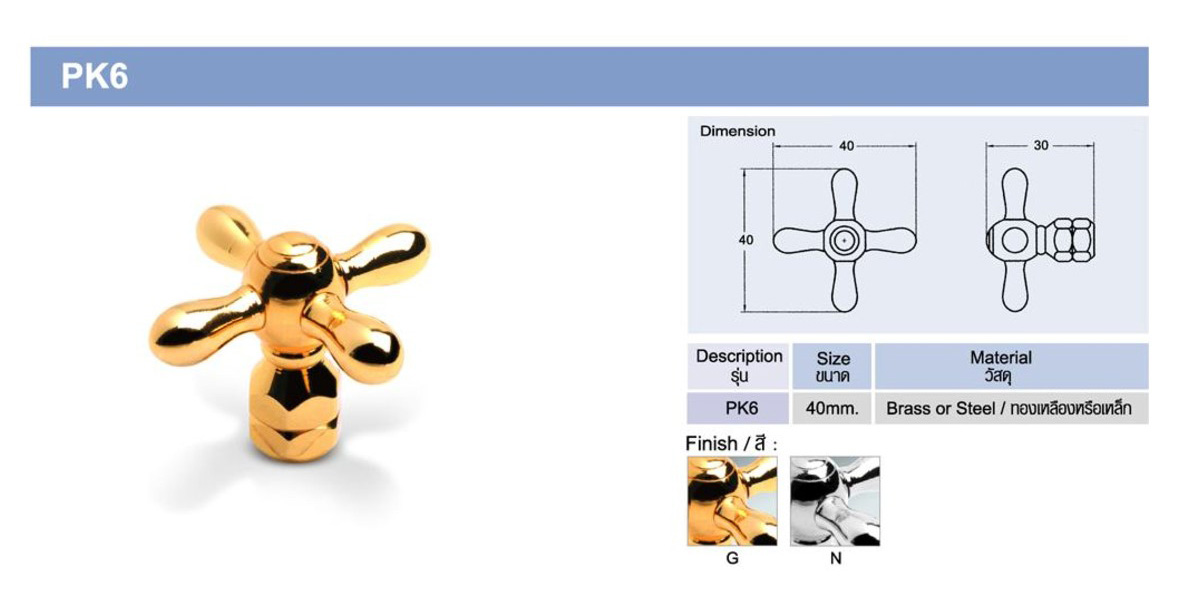 PK6
Dimension
40
30
40
Description Size Material
รุ่น ขนาด วัสดุ
PK6 40mm. Brass or Steel / ทองเหลืองหรือเหล็ก
Finish / สี :
G N